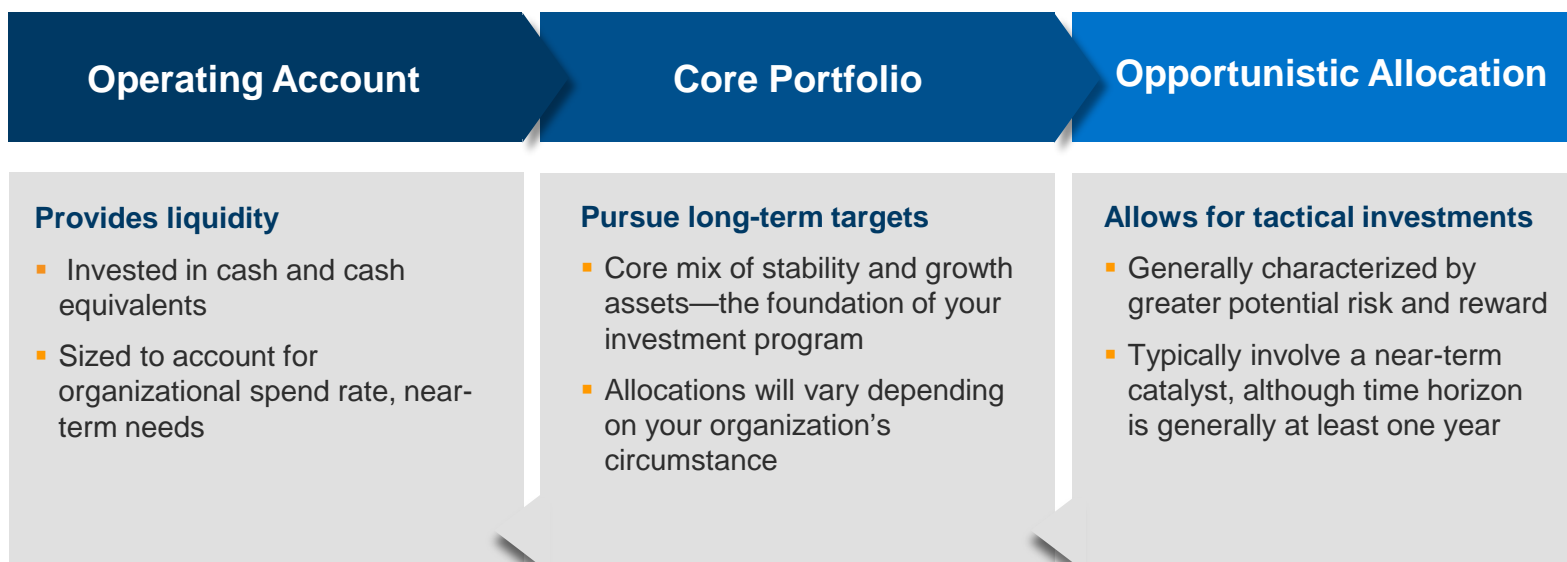 Operating Account
Core Portfolio
Opportunistic Allocation
Provides liquidity
▪ Invested in cash and cash
equivalents
▪ Sized to account for
organizational spend rate, near-
term needs
Pursue long-term targets
▪ Core mix of stability and growth
assets—the foundation of your
investment program
▪ Allocations will vary depending
on your organization’s
circumstance
Allows for tactical investments
▪ Generally characterized by
greater potential risk and reward
▪ Typically involve a near-term
catalyst, although time horizon
is generally at least one year